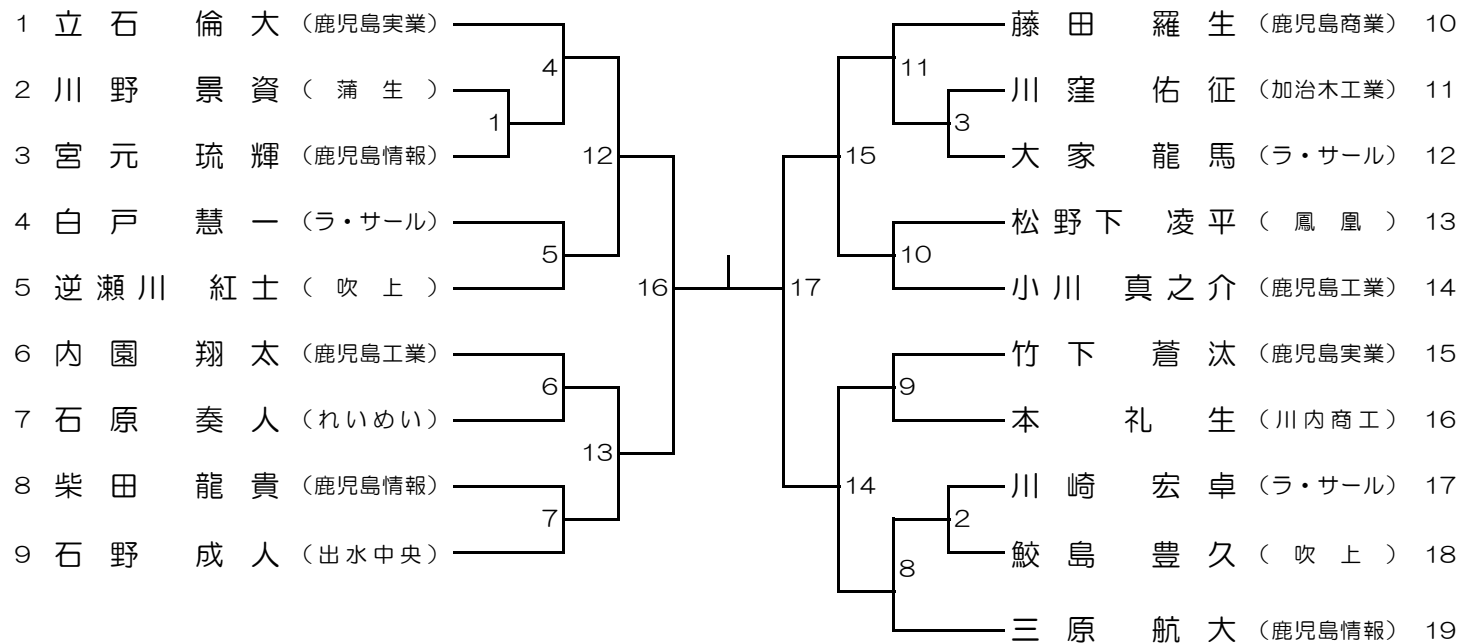 1 立石 倫大 (鹿児島実業)
2 川野 景資 (蒲生)
3 宮元 琉輝 (鹿児島情報)
4 白戸 慧一 (ラ・サール)
5 逆瀬川 紅士 (吹上)
6 内園 翔太 (鹿児島工業)
7 石原 奏人 (れいめい)
8 柴田 龍貴 (鹿児島情報)
9 石野 成人 (出水中央)
4
1
12
5
16
6
13
7
藤田 羅生 (鹿児島商業) 10
川窪 佑征 (加治木工業) 11
大家 龍馬 (ラ・サール) 12
松野下 凌平 (鳳凰) 13
小川 真之介 (鹿児島工業) 14
竹下 蒼汰 (鹿児島実業) 15
本 礼生 (川内商工) 16
川崎 宏卓 (ラ・サール) 17
鮫島 豊久 (吹上) 18
三原 航大 (鹿児島情報) 19
11
3
15
10
17
9
14
2
8